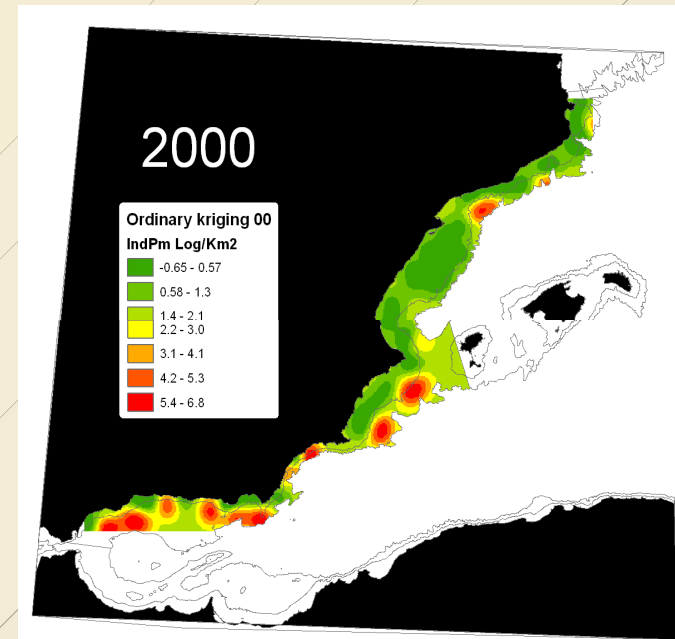 2000
Ordinary kriging 00
IndPm Log/Km2
-0.65 - 0.57
0.58 - 1.3
1.4 - 2.1
2.2 - 3.0
3.1 - 4.1
4.2 - 5.3
5.4 - 6.8